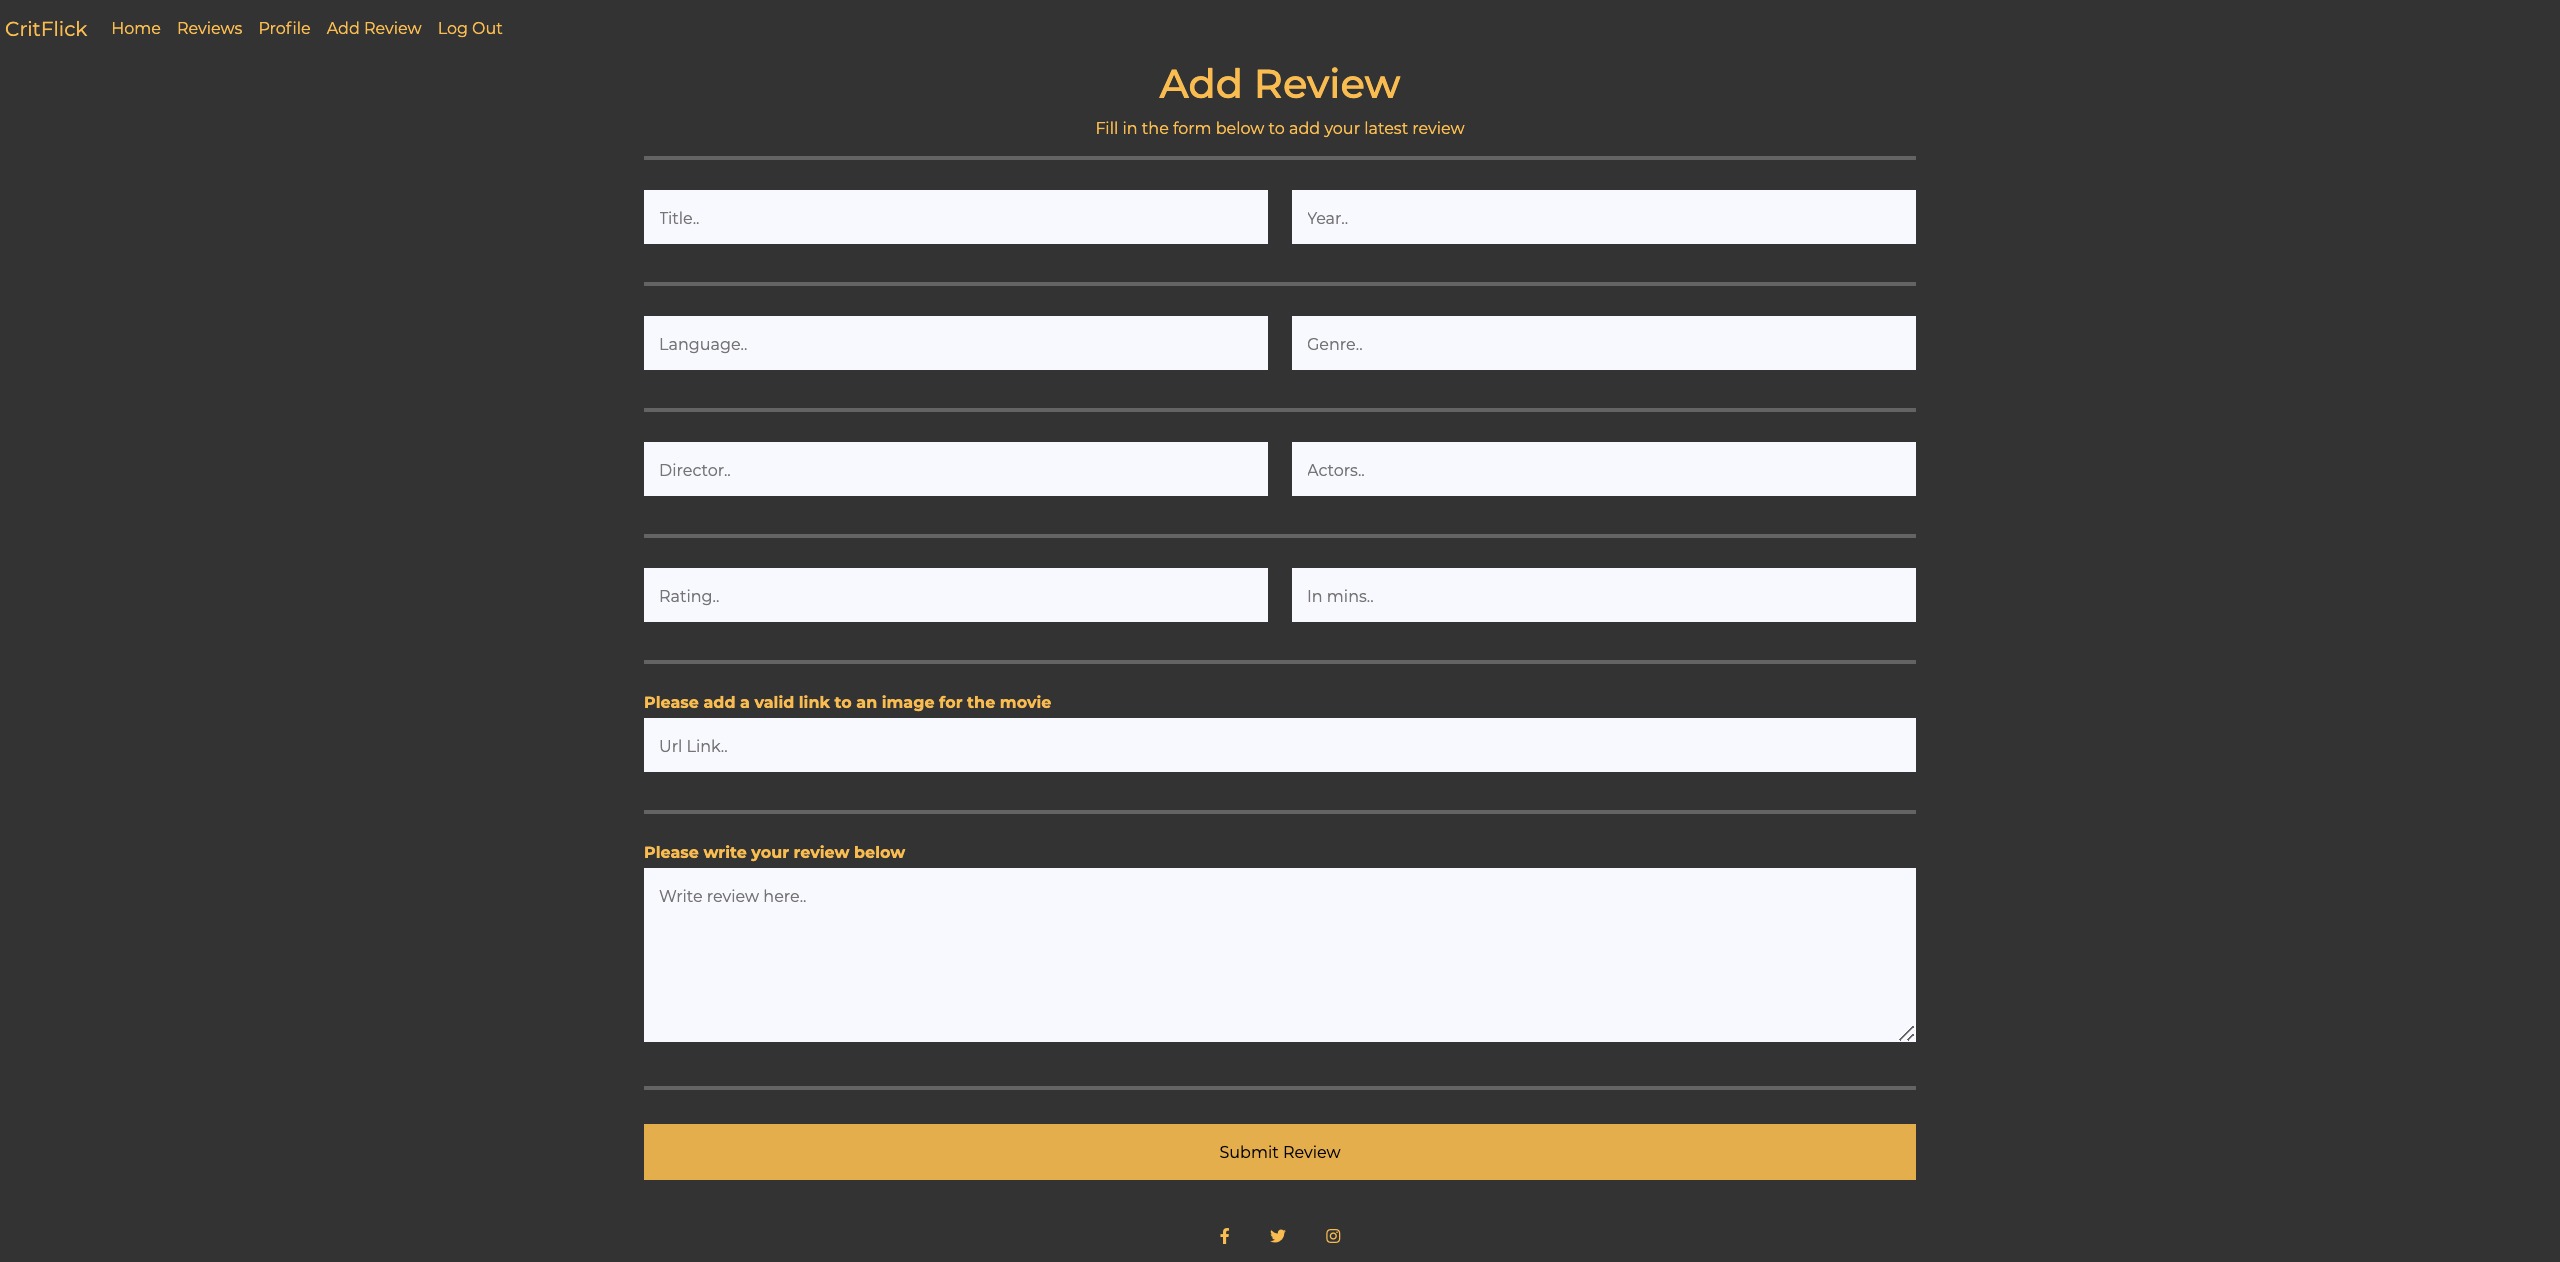 CritFlick Home Reviews Profile Add Review Log Out
Add Review
Fill in the form below to add your latest review
Title.. Year..
Language.. Genre..
Director.. Actors..
Rating.. In mins..
Please add a valid link to an image for the movie
Url Link..
Please write your review below
Write review here..
Submit Review